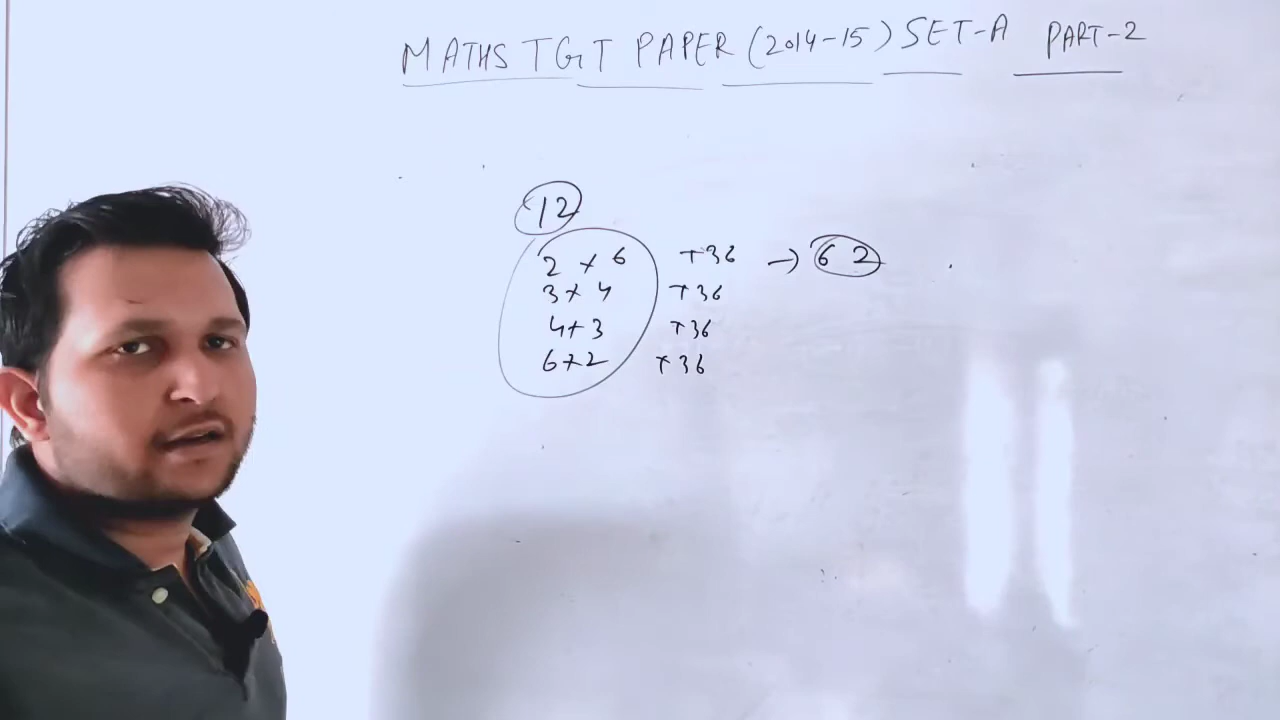 MATHS TGT PAPER (2014-15) SET-A PART-2
12
2 × 6 +36 → 62
3 × 4 +36
4 × 3 +36
6 × 2 +36